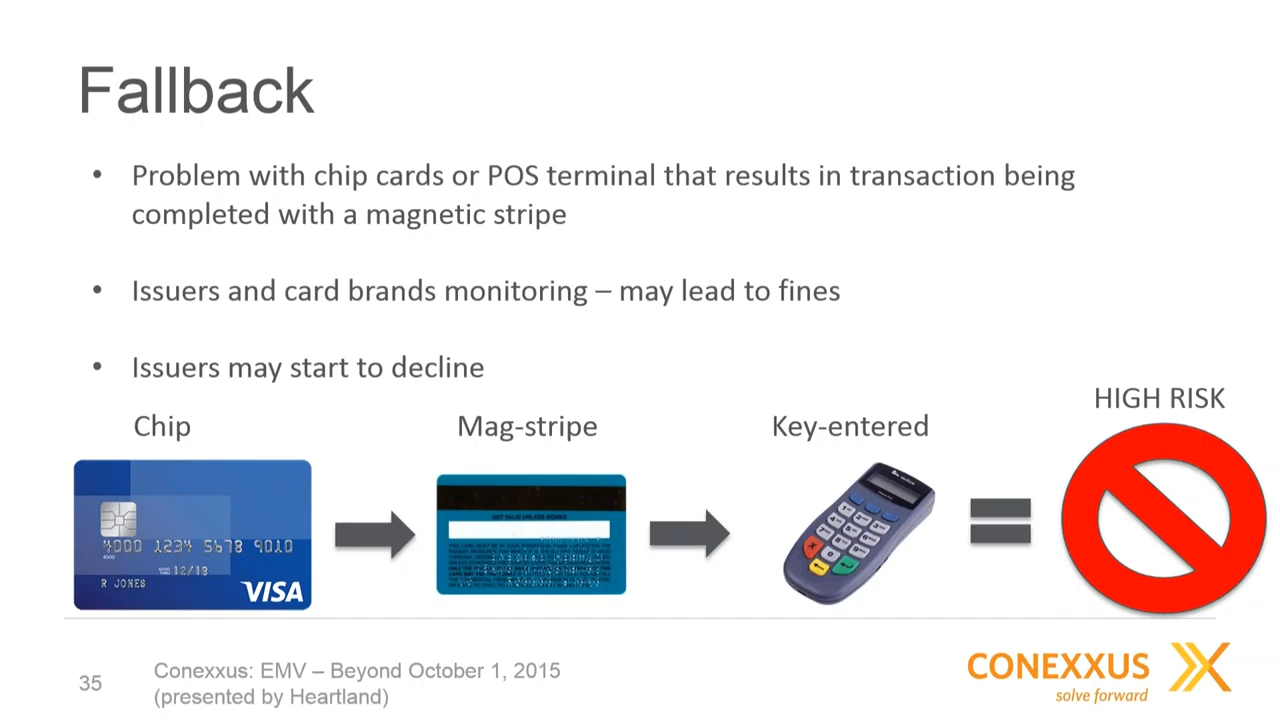 Fallback
• Problem with chip cards or POS terminal that results in transaction being
completed with a magnetic stripe
• Issuers and card brands monitoring – may lead to fines
• Issuers may start to decline
HIGH RISK
Chip
Mag-stripe
Key-entered
4000 1234 5678 9010
4000
12/13
R JONES
VISA
NOT VALID UNLESS SIGNED
35
Conexxus: EMV – Beyond October 1, 2015
(presented by Heartland)
CONEXXUS
solve forward